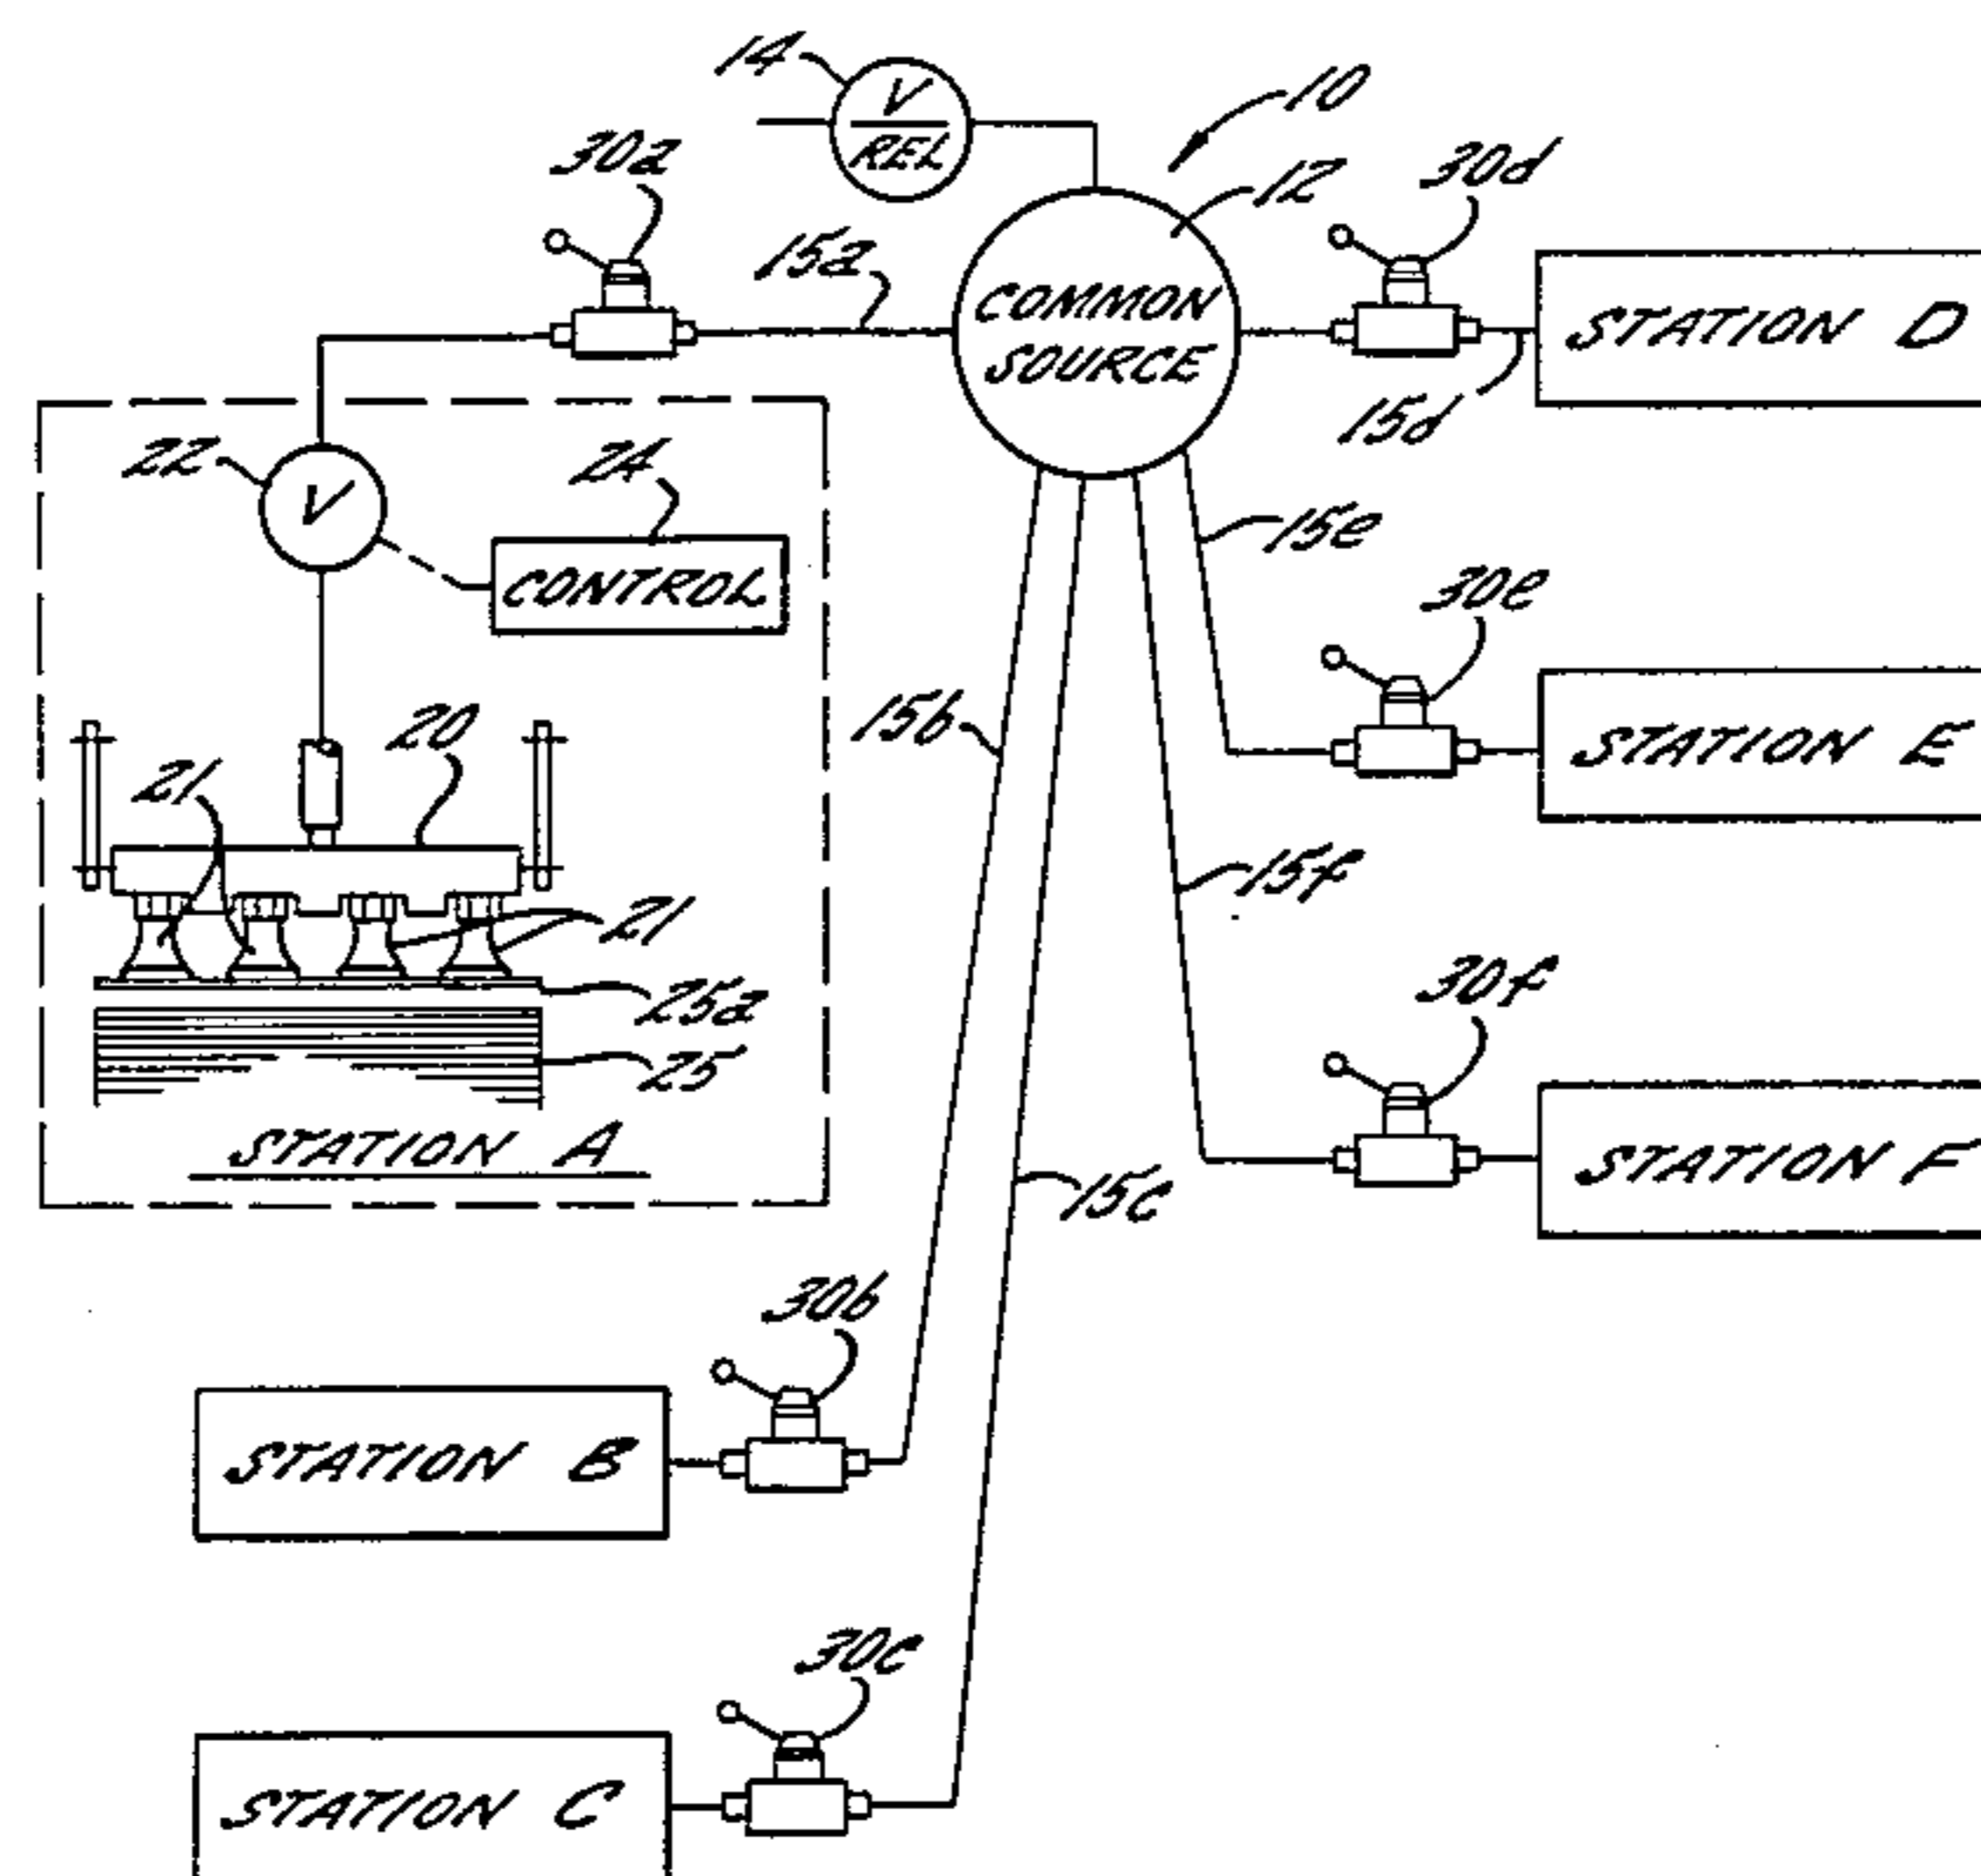 14
V
REL
10
12
30a
30d
15a
COMMON
SOURCE
STATION D
15d
22
V
24
CONTROL
15e
30e
20
15b
STATION E
21
15f
21
25a
25
30f
STATION A
15c
STATION F
30b
STATION B
30c
STATION C